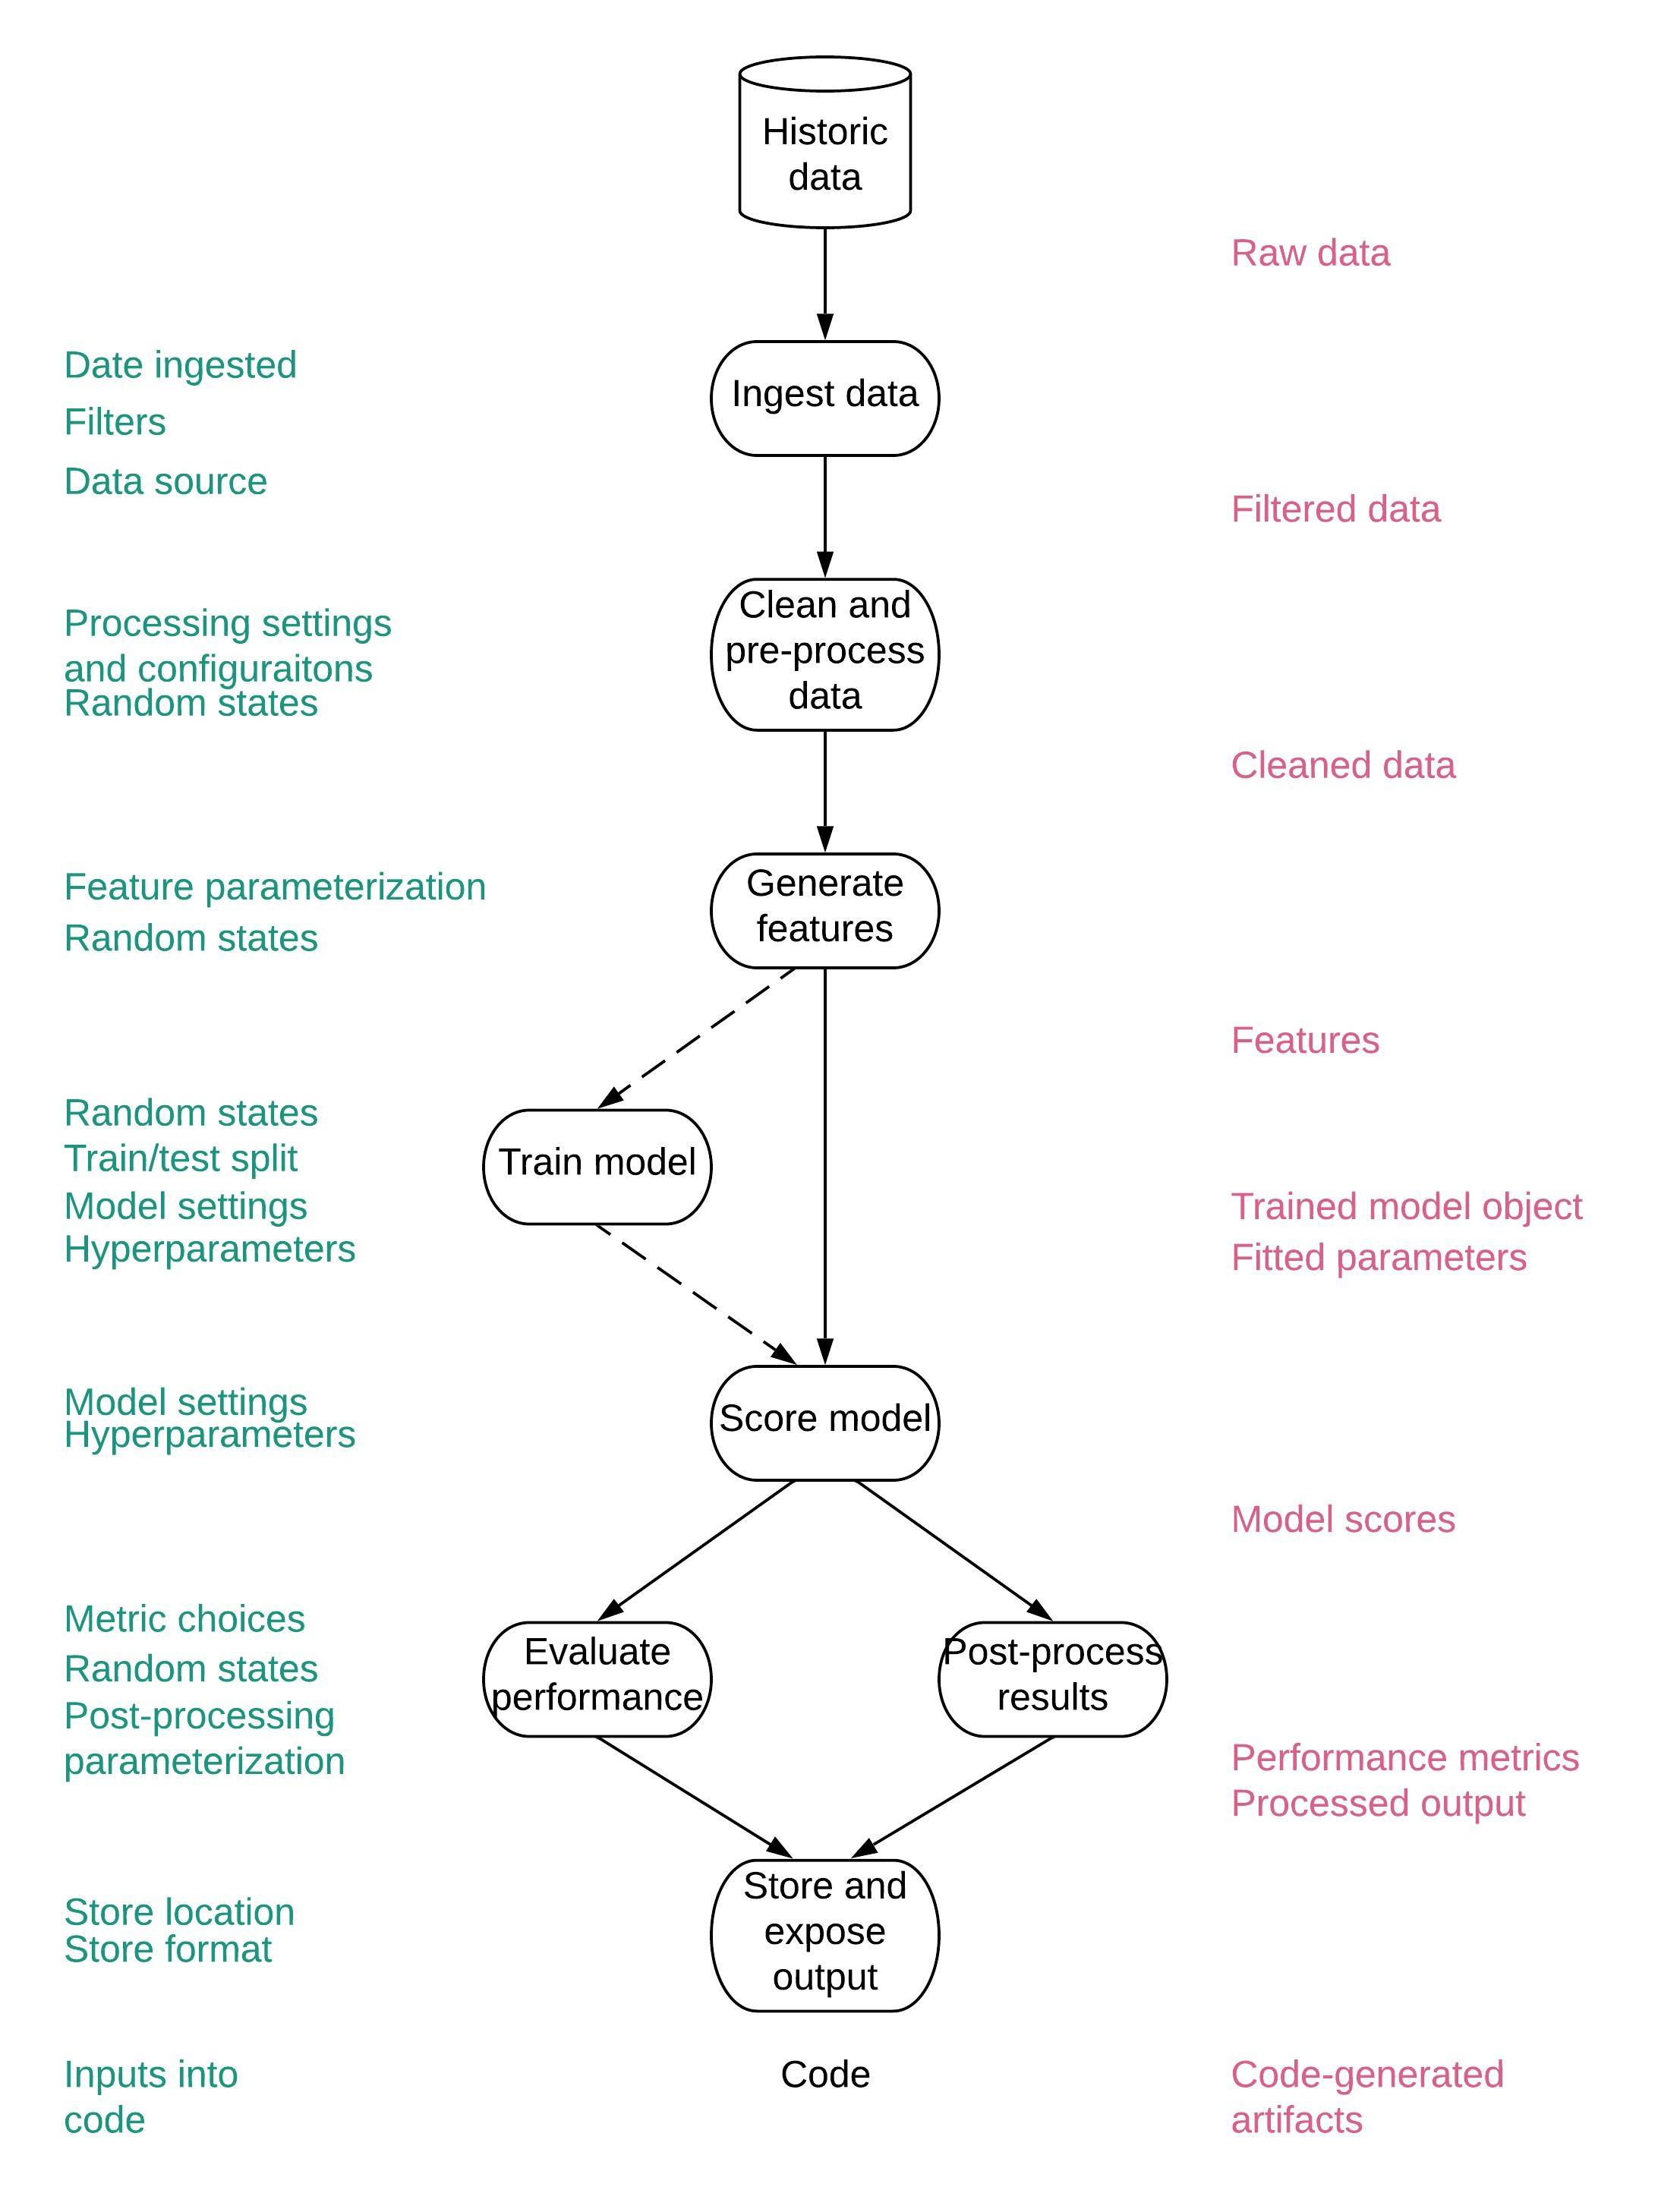 Historic
data
Raw data
Date ingested
Ingest data
Filters
Data source
Filtered data
Clean and
Processing settings
pre-process
and configuraitons
data
Random states
Cleaned data
Feature parameterization
Generate
features
Random states
Features
Random states
Train/test split
Train model
Model settings
Trained model object
Hyperparameters
Fitted parameters
Model settings
Score model
Hyperparameters
Model scores
Metric choices
Evaluate
performance
Post-process
results
Random states
Post-processing
parameterization
Performance metrics
Processed output
Store and
expose
output
Store location
Store format
Inputs into
code
Code
Code-generated
artifacts